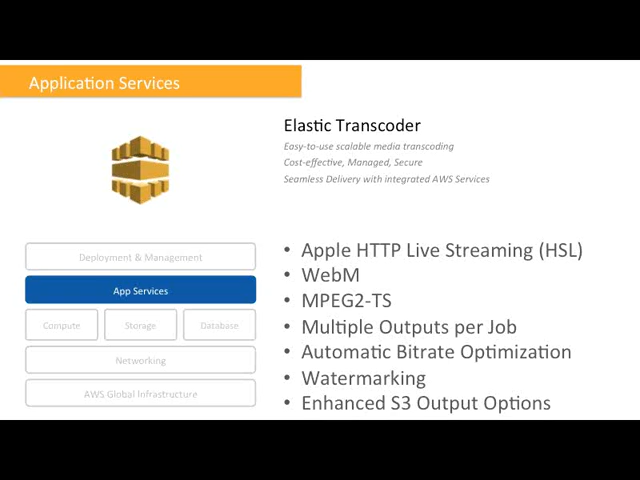 Application Services
Elastic Transcoder
Easy-to-use scalable media transcoding
Cost-effective, Managed, Secure
Seamless Delivery with integrated AWS Services
Deployment & Management
App Services
Compute Storage Database
Networking
AWS Global Infrastructure
• Apple HTTP Live Streaming (HSL)
• WebM
• MPEG2-TS
• Multiple Outputs per Job
• Automatic Bitrate Optimization
• Watermarking
• Enhanced S3 Output Options